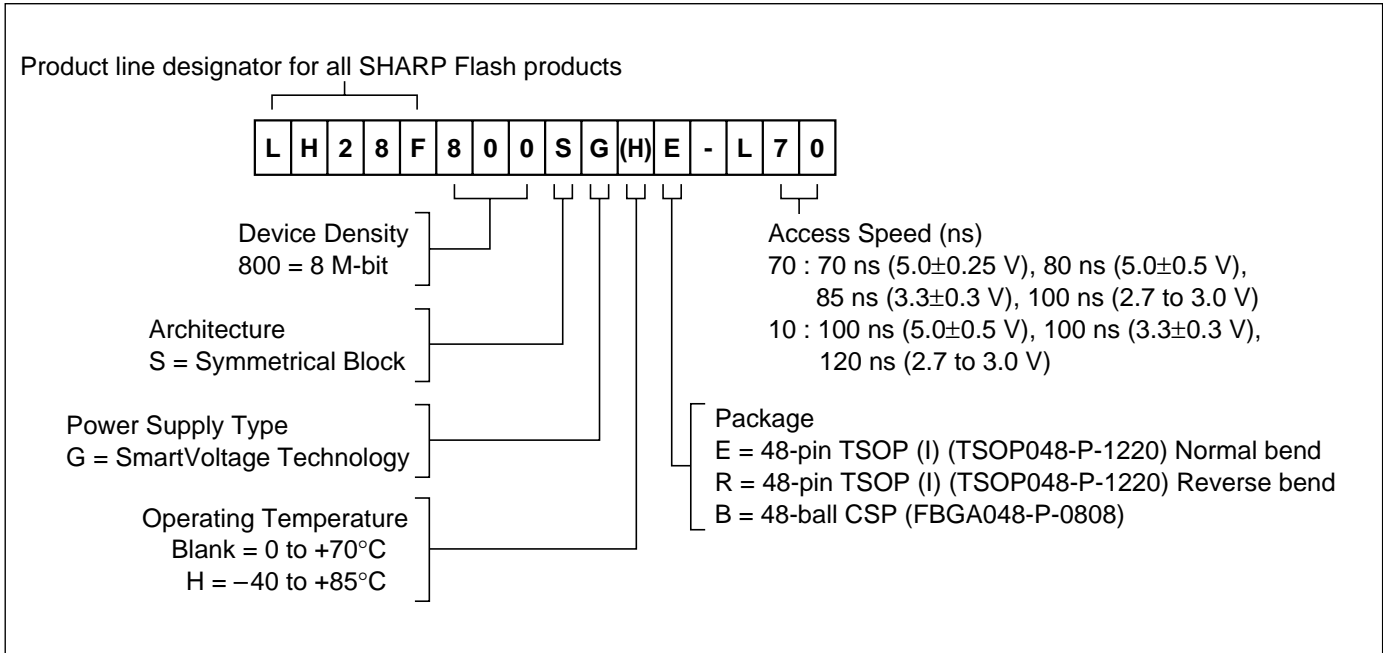 Product line designator for all SHARP Flash products
L H 2 8 F 8 0 0 S G (H) E - L 7 0
Device Density
800 = 8 M-bit
Architecture
S = Symmetrical Block
Power Supply Type
G = SmartVoltage Technology
Operating Temperature
Blank = 0 to +70°C
H = −40 to +85°C
Access Speed (ns)
70 : 70 ns (5.0±0.25 V), 80 ns (5.0±0.5 V),
85 ns (3.3±0.3 V), 100 ns (2.7 to 3.0 V)
10 : 100 ns (5.0±0.5 V), 100 ns (3.3±0.3 V),
120 ns (2.7 to 3.0 V)
Package
E = 48-pin TSOP (I) (TSOP048-P-1220) Normal bend
R = 48-pin TSOP (I) (TSOP048-P-1220) Reverse bend
B = 48-ball CSP (FBGA048-P-0808)